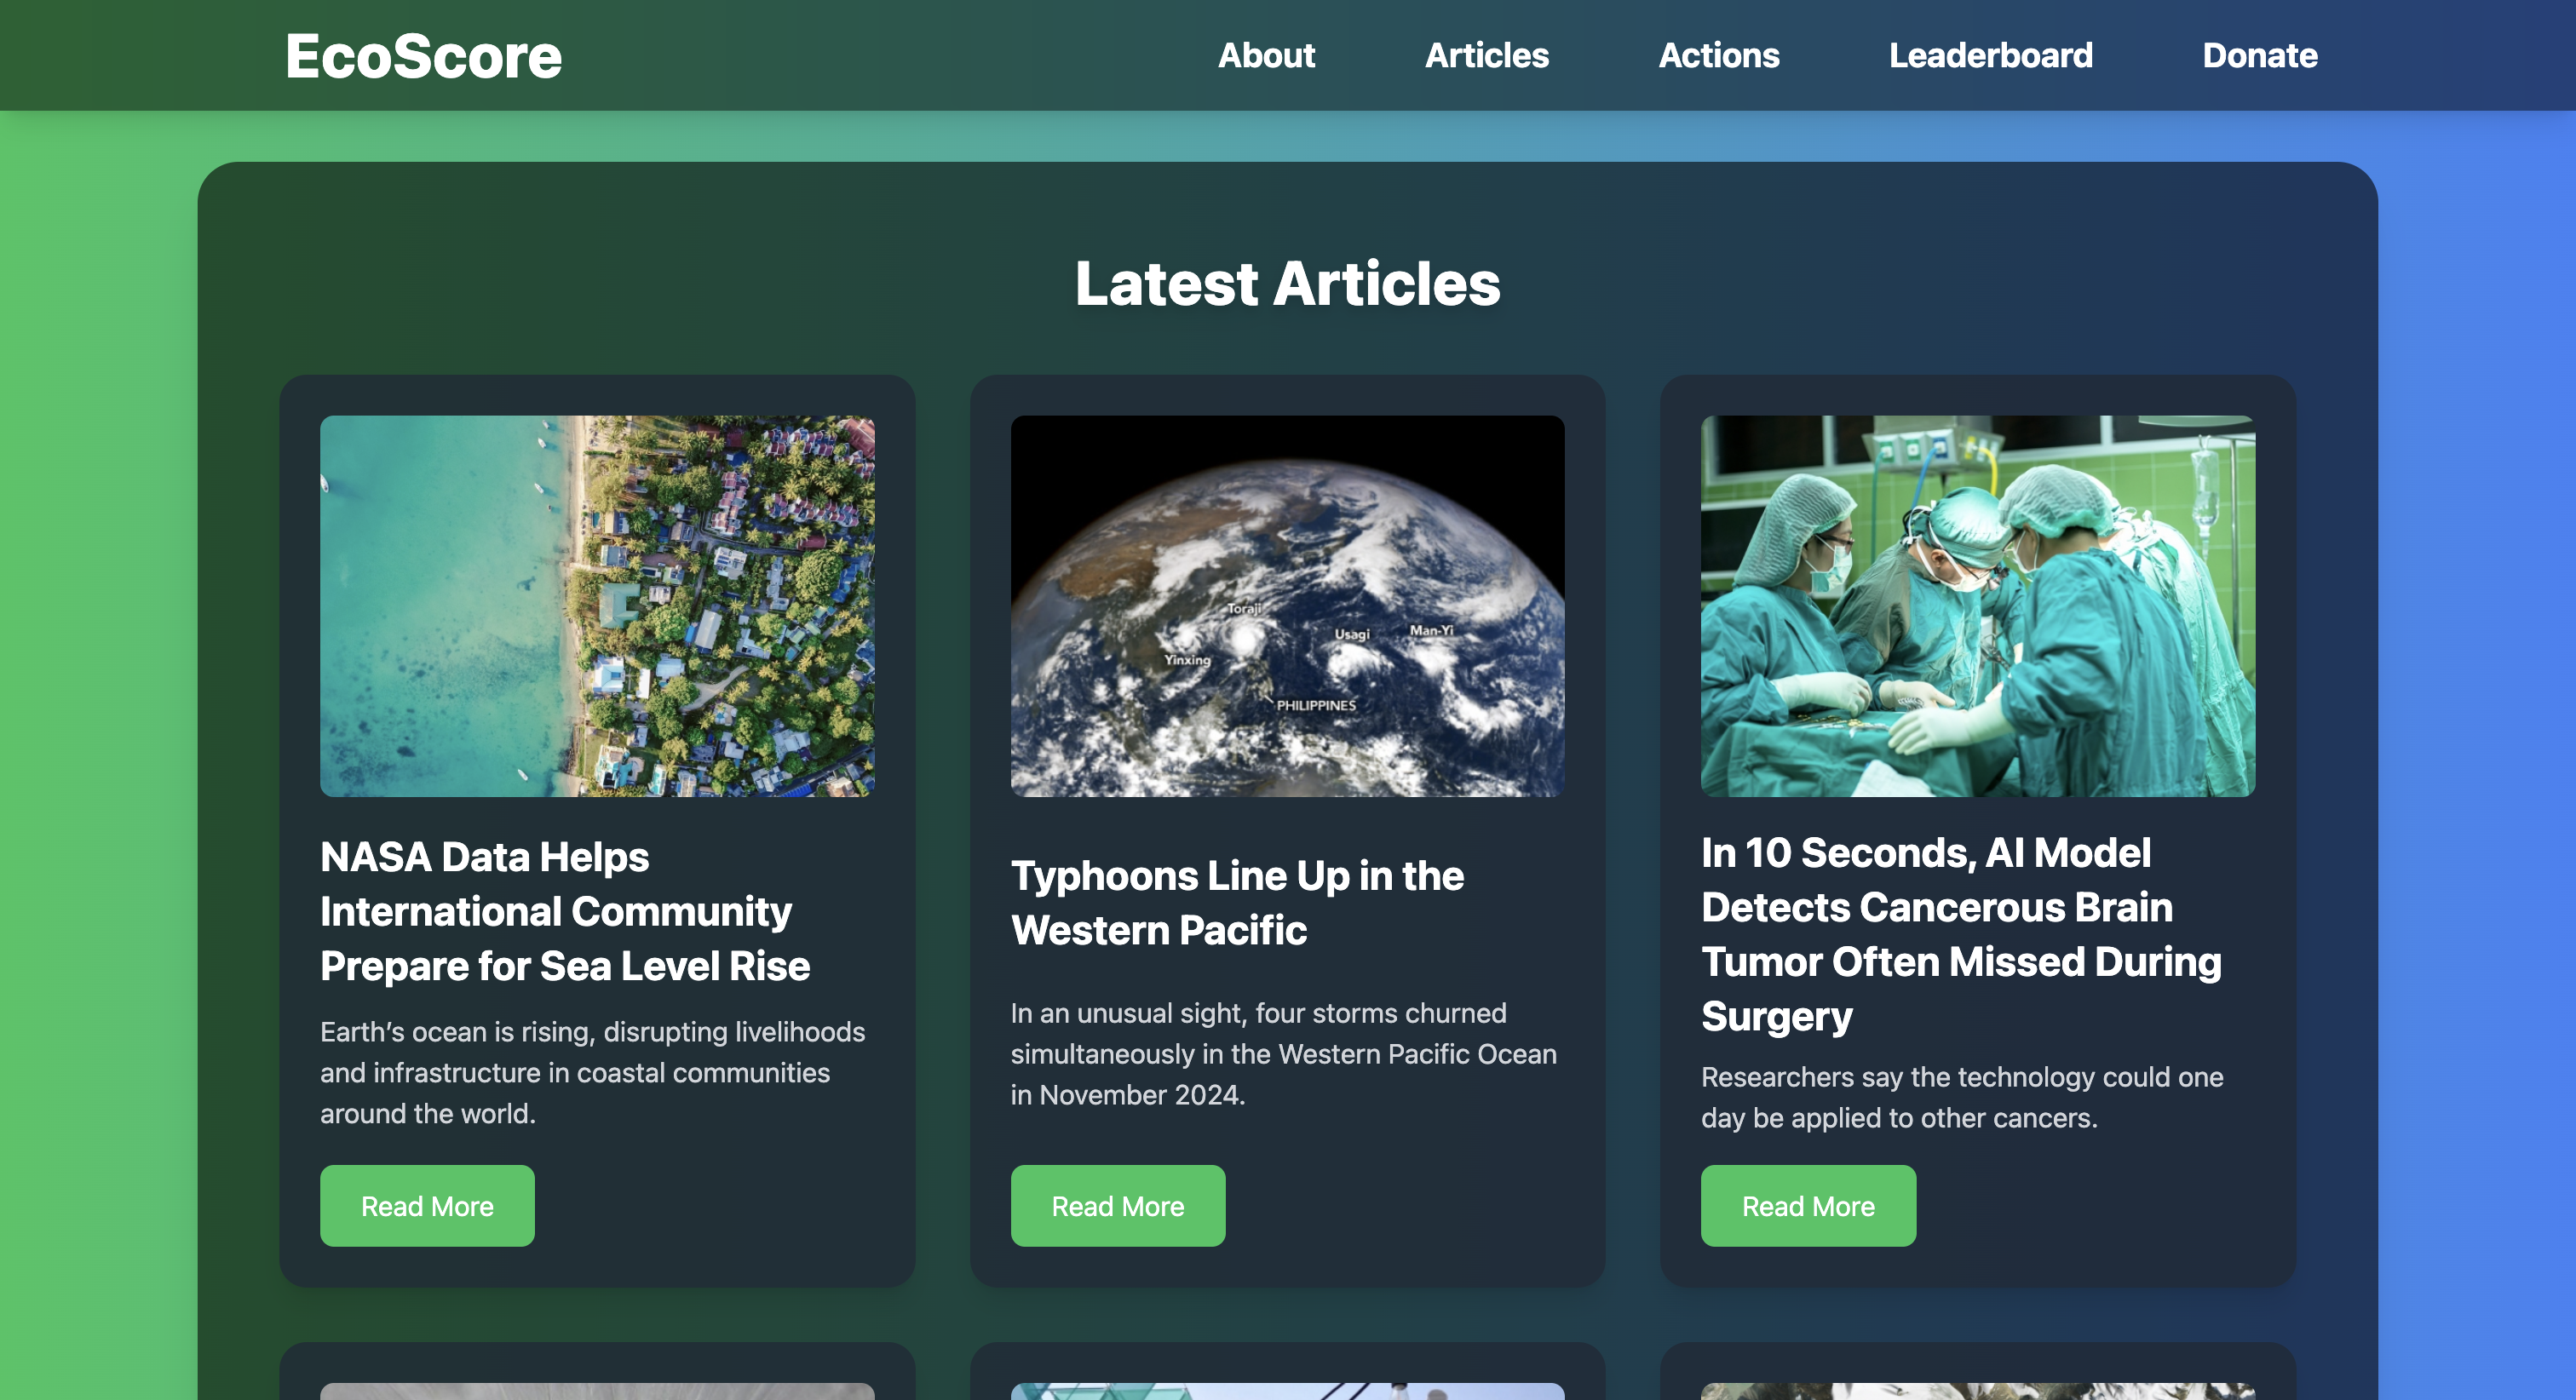 EcoScore
About
Articles
Actions
Leaderboard
Donate
Latest Articles
Toraji
Usagi
Man-Yi
Yinxing
PHILIPPINES
NASA Data Helps
International Community
Prepare for Sea Level Rise
Earth’s ocean is rising, disrupting livelihoods
and infrastructure in coastal communities
around the world.
Read More
Typhoons Line Up in the
Western Pacific
In an unusual sight, four storms churned
simultaneously in the Western Pacific Ocean
in November 2024.
Read More
In 10 Seconds, AI Model
Detects Cancerous Brain
Tumor Often Missed During
Surgery
Researchers say the technology could one
day be applied to other cancers.
Read More